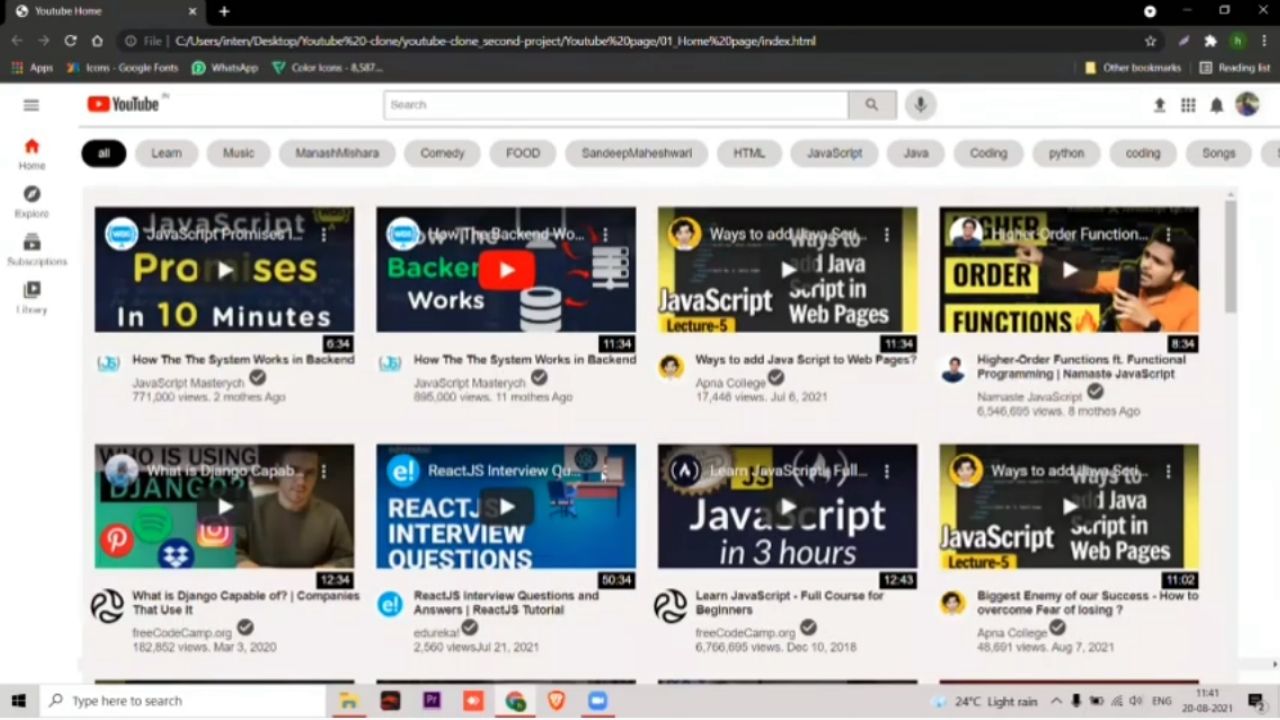 Youtube Home
File | C:/Users/inten/Desktop/Youtube%20-clone/youtube-clone_second-project/Youtube%20page/01_Home%20page/index.html
h
Apps Icons - Google Fonts WhatsApp Color Icons - 8,587... Other bookmarks Reading list
YouTube IN
Search
all Learn Music ManashMishara Comedy FOOD SandeepMaheshwari HTML JavaScript Java Coding python coding Songs
Home
Explore
Subscriptions
Library
JavaScript Promises I...
JavaScript
Promises
In 10 Minutes
6:34
How The The System Works in Backend
JavaScript Masterych
771,000 views. 2 mothes Ago
How The Backend Wo...
Backen
Works
11:34
How The The System Works in Backend
JavaScript Masterych
895,000 views. 11 mothes Ago
Ways to add Java Scri...
Ways to
add Java
Script in
Web Pages
JavaScript
Lecture-5
11:34
Ways to add Java Script to Web Pages?
Apna College
17,446 views. Jul 6, 2021
Higher-Order Function...
HIGHER
ORDER
FUNCTIONS
8:34
Higher-Order Functions ft. Functional
Programming | Namaste JavaScript
Namaste JavaScript
6,546,695 views. 8 mothes Ago
What is Django Capab...
WHO IS USING
DJANGO?
12:34
What is Django Capable of? | Companies
That Use It
freeCodeCamp.org
182,852 views. Mar 3, 2020
e! ReactJS Interview Qu...
REACTJS
INTERVIEW
QUESTIONS
50:34
e! ReactJS Interview Questions and
Answers | ReactJS Tutorial
edureka!
2,560 viewsJul 21, 2021
Learn JavaScript - Full...
JS
JavaScript
in 3 hours
12:43
Learn JavaScript - Full Course for
Beginners
freeCodeCamp.org
6,766,695 views. Dec 10, 2018
Ways to add Java Scri...
Ways to
add Java
Script in
Web Pages
JavaScript
Lecture-5
11:02
Biggest Enemy of our Success - How to
overcome Fear of losing ?
Apna College
48,691 views. Aug 7, 2021
Type here to search
Pr
24°C Light rain
ENG
11:41
20-08-2021
2